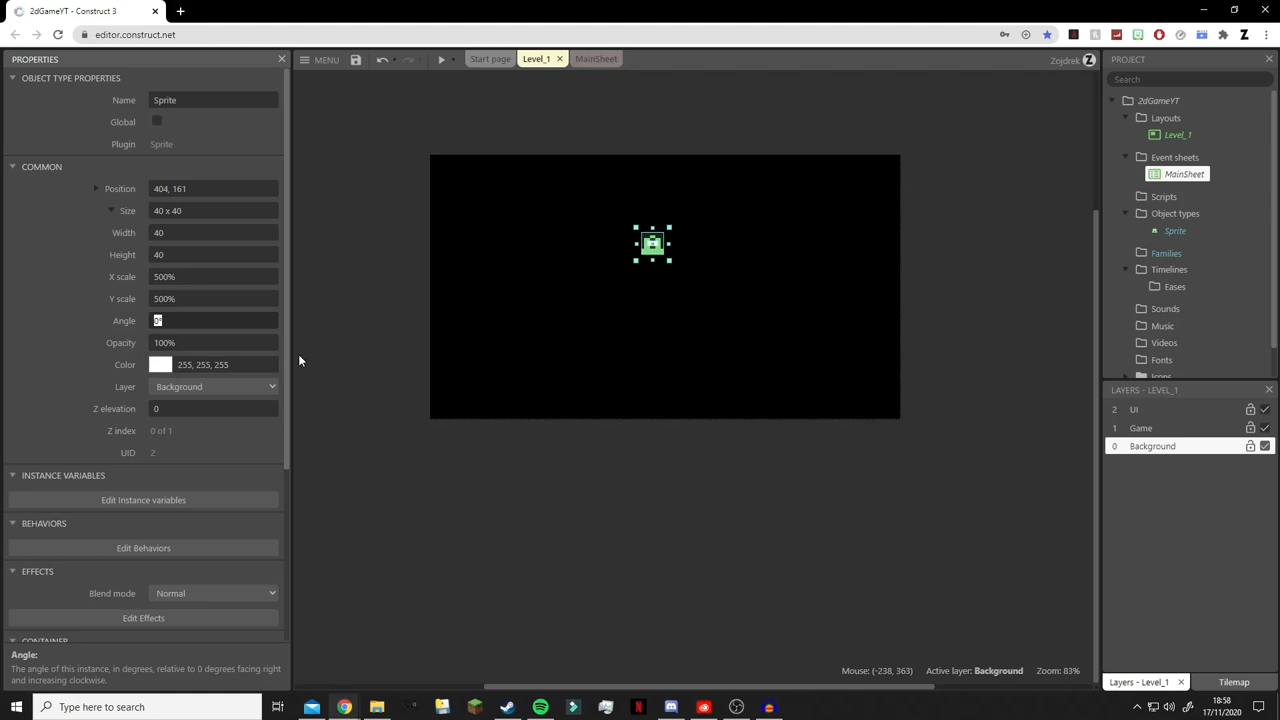 2dGameYT - Construct 3
editor.construct.net
PROPERTIES
OBJECT TYPE PROPERTIES
Name Sprite
Global
Plugin Sprite
COMMON
Position 404, 161
Size 40 x 40
Width 40
Height 40
X scale 500%
Y scale 500%
Angle 0°
Opacity 100%
Color 255, 255, 255
Layer Background
Z elevation 0
Z index 0 of 1
UID 2
INSTANCE VARIABLES
Edit Instance variables
BEHAVIORS
Edit Behaviors
EFFECTS
Blend mode Normal
Edit Effects
CONTAINER
Angle:
The angle of this instance, in degrees, relative to 0 degrees facing right
and increasing clockwise.
MENU
Start page
Level_1
MainSheet
Zojdrek
Mouse: (-238, 363) Active layer: Background Zoom: 83%
PROJECT
Search
2dGameYT
Layouts
Level_1
Event sheets
MainSheet
Scripts
Object types
Sprite
Families
Timelines
Eases
Sounds
Music
Videos
Fonts
Icons
LAYERS - LEVEL_1
2 UI
1 Game
0 Background
Layers - Level_1
Tilemap
Type here to search
18:58
17/11/2020